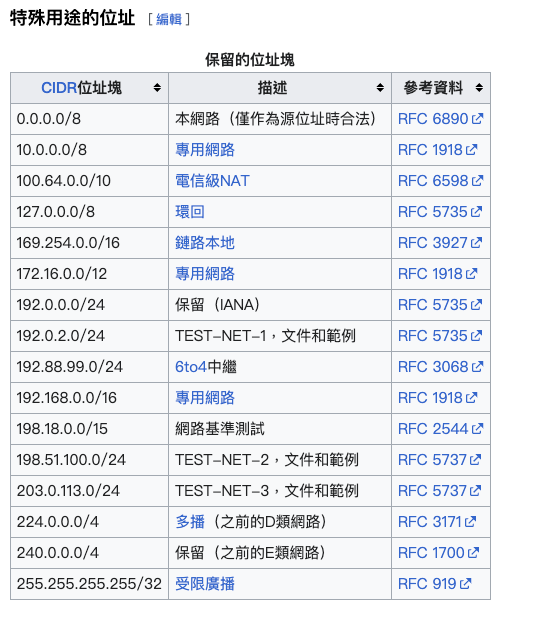 特殊用途的位址 [ 編輯 ]
保留的位址塊
CIDR位址塊 描述 參考資料
0.0.0.0/8 本網路（僅作為源位址時合法） RFC 6890
10.0.0.0/8 專用網路 RFC 1918
100.64.0.0/10 電信級NAT RFC 6598
127.0.0.0/8 環回 RFC 5735
169.254.0.0/16 鏈路本地 RFC 3927
172.16.0.0/12 專用網路 RFC 1918
192.0.0.0/24 保留（IANA） RFC 5735
192.0.2.0/24 TEST-NET-1，文件和範例 RFC 5735
192.88.99.0/24 6to4中繼 RFC 3068
192.168.0.0/16 專用網路 RFC 1918
198.18.0.0/15 網路基準測試 RFC 2544
198.51.100.0/24 TEST-NET-2，文件和範例 RFC 5737
203.0.113.0/24 TEST-NET-3，文件和範例 RFC 5737
224.0.0.0/4 多播（之前的D類網路） RFC 3171
240.0.0.0/4 保留（之前的E類網路） RFC 1700
255.255.255.255/32 受限廣播 RFC 919